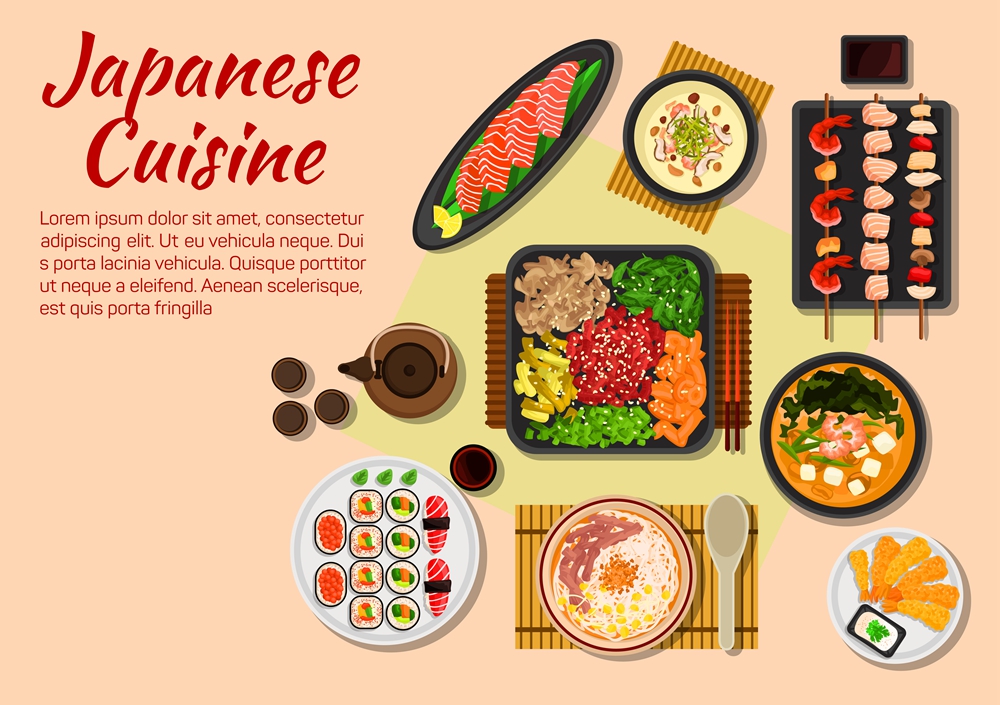 Japanese
Cuisine
Lorem ipsum dolor sit amet, consectetur
adipiscing elit. Ut eu vehicula neque. Dui
s porta lacinia vehicula. Quisque porttitor
ut neque a eleifend. Aenean scelerisque,
est quis porta fringilla